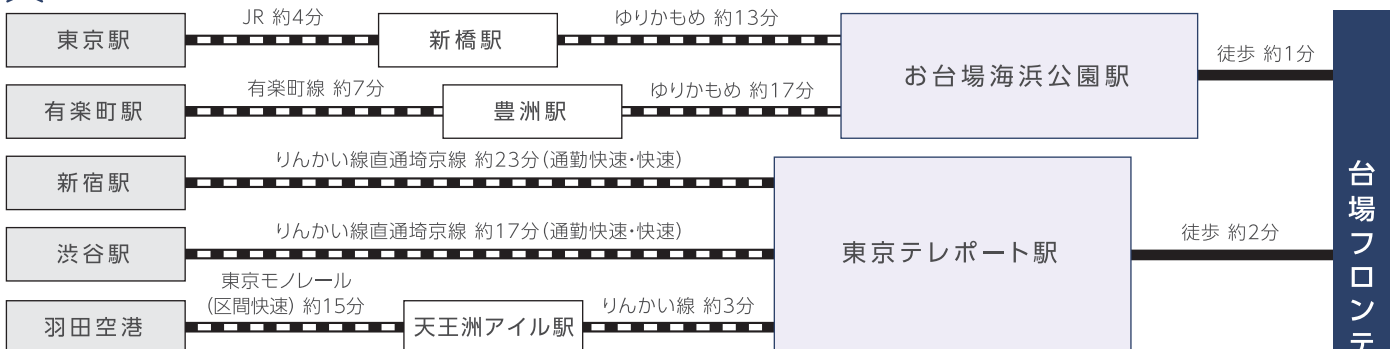 JR 約4分
ゆりかもめ 約13分
東京駅
新橋駅
お台場海浜公園駅
徒歩 約1分
有楽町線 約7分
ゆりかもめ 約17分
有楽町駅
豊洲駅
りんかい線直通埼京線 約23分(通勤快速・快速)
新宿駅
りんかい線直通埼京線 約17分(通勤快速・快速)
渋谷駅
東京テレポート駅
徒歩 約2分
東京モノレール
(区間快速) 約15分
りんかい線 約3分
羽田空港
天王洲アイル駅
台場フロンテ